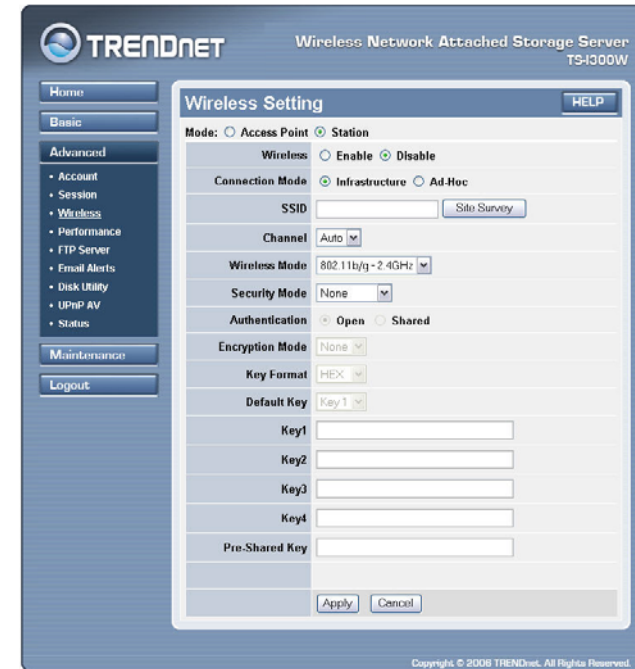 TRENDNET
Wireless Network Attached Storage Server
TS-I300W
Home
Basic
Advanced
• Account
• Session
• Wireless
• Performance
• FTP Server
• Email Alerts
• Disk Utility
• UPnP AV
• Status
Maintenance
Logout
Wireless Setting
HELP
Mode: Access Point Station
Wireless Enable Disable
Connection Mode Infrastructure Ad-Hoc
SSID Site Survey
Channel Auto
Wireless Mode 802.11b/g - 2.4GHz
Security Mode None
Authentication Open Shared
Encryption Mode None
Key Format HEX
Default Key Key 1
Key1
Key2
Key3
Key4
Pre-Shared Key
Apply Cancel
Copyright © 2006 TRENDnet. All Rights Reserved.